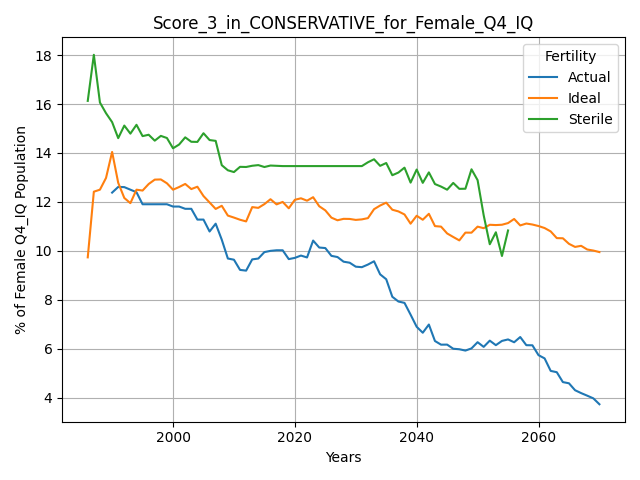 Score_3_in_CONSERVATIVE_for_Female_Q4_IQ
Fertility
Actual
Ideal
Sterile
% of Female Q4_IQ Population
18
16
14
12
10
8
6
4
2000
2020
2040
2060
Years